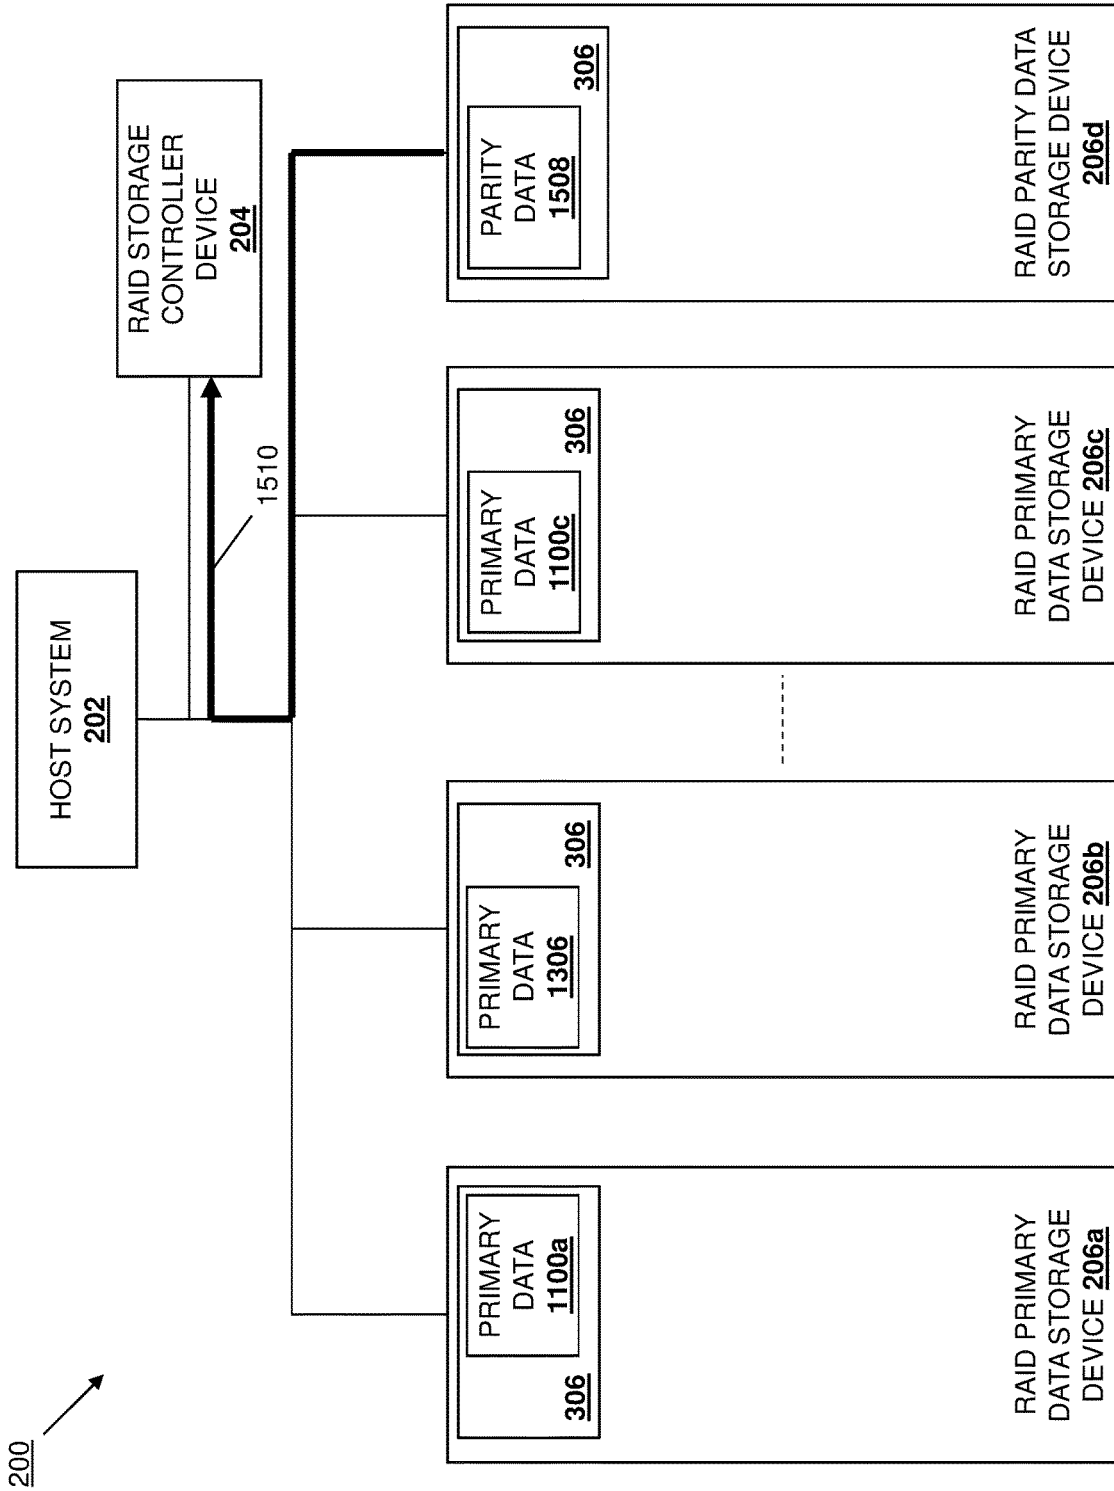 200
HOST SYSTEM
202
RAID STORAGE
CONTROLLER
DEVICE
204
1510
306
PRIMARY
DATA
1100a
RAID PRIMARY
DATA STORAGE
DEVICE 206a
PRIMARY
DATA
1306
306
RAID PRIMARY
DATA STORAGE
DEVICE 206b
PRIMARY
DATA
1100c
306
RAID PRIMARY
DATA STORAGE
DEVICE 206c
PARITY
DATA
1508
306
RAID PARITY DATA
STORAGE DEVICE
206d